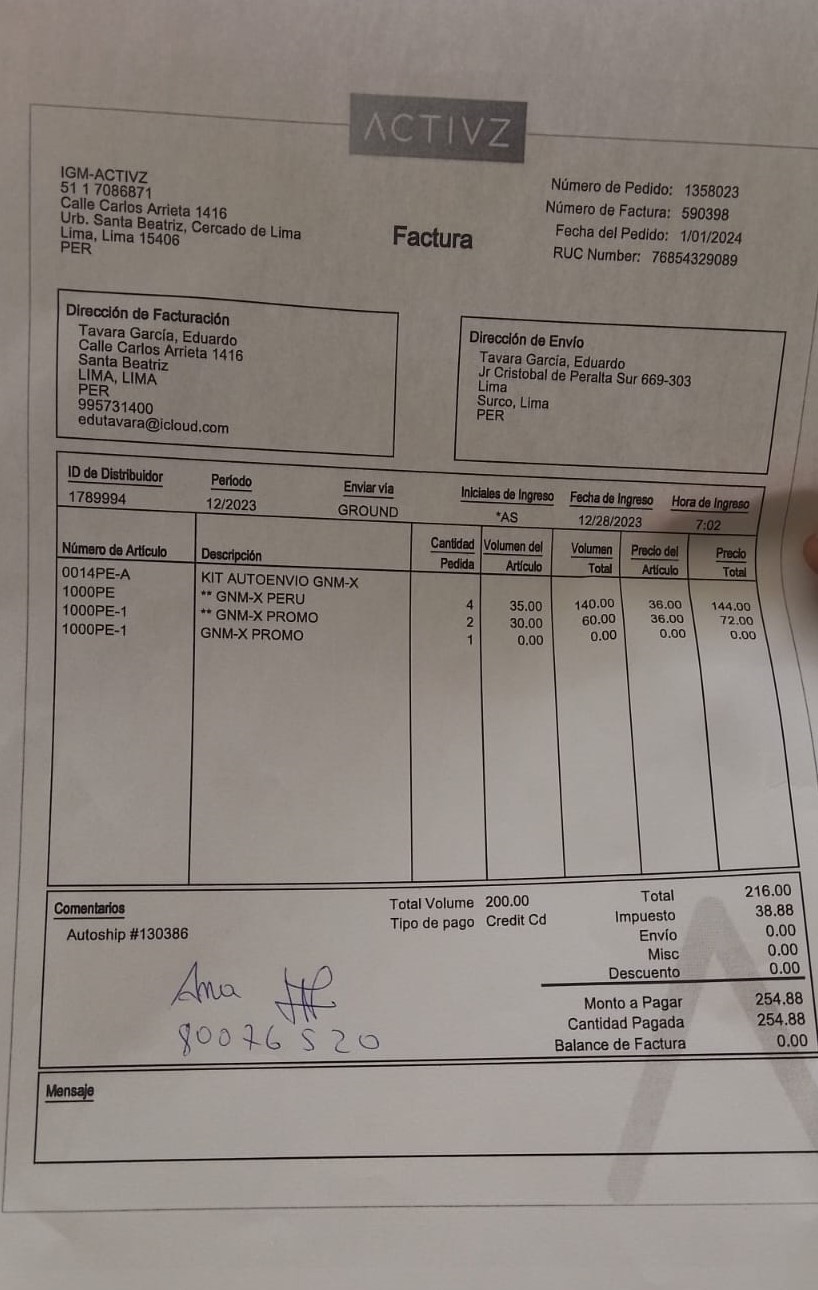 ACTIVZ
IGM-ACTIVZ
51 1 7086871
Calle Carlos Arrieta 1416
Urb. Santa Beatriz, Cercado de Lima
Lima, Lima 15406
PER
Factura
Número de Pedido: 1358023
Número de Factura: 590398
Fecha del Pedido: 1/01/2024
RUC Number: 76854329089
Dirección de Facturación
Tavara García, Eduardo
Calle Carlos Arrieta 1416
Santa Beatriz
LIMA, LIMA
PER
995731400
edutavara@icloud.com
Dirección de Envío
Tavara García, Eduardo
Jr Cristobal de Peralta Sur 669-303
Lima
Surco, Lima
PER
ID de Distribuidor Período Enviar vía Iniciales de Ingreso Fecha de Ingreso Hora de Ingreso
1789994 12/2023 GROUND *AS 12/28/2023 7:02
Número de Artículo Descripción Cantidad Pedida Volumen del Artículo Volumen Total Precio del Artículo Precio Total
0014PE-A KIT AUTOENVIO GNM-X
1000PE ** GNM-X PERU 4 35.00 140.00 36.00 144.00
1000PE-1 ** GNM-X PROMO 2 30.00 60.00 36.00 72.00
1000PE-1 GNM-X PROMO 1 0.00 0.00 0.00 0.00
Comentarios
Autoship #130386
Total Volume 200.00
Tipo de pago Credit Cd
Total 216.00
Impuesto 38.88
Envío 0.00
Misc 0.00
Descuento 0.00
Monto a Pagar 254.88
Cantidad Pagada 254.88
Balance de Factura 0.00
Ana
80076520
Mensaje